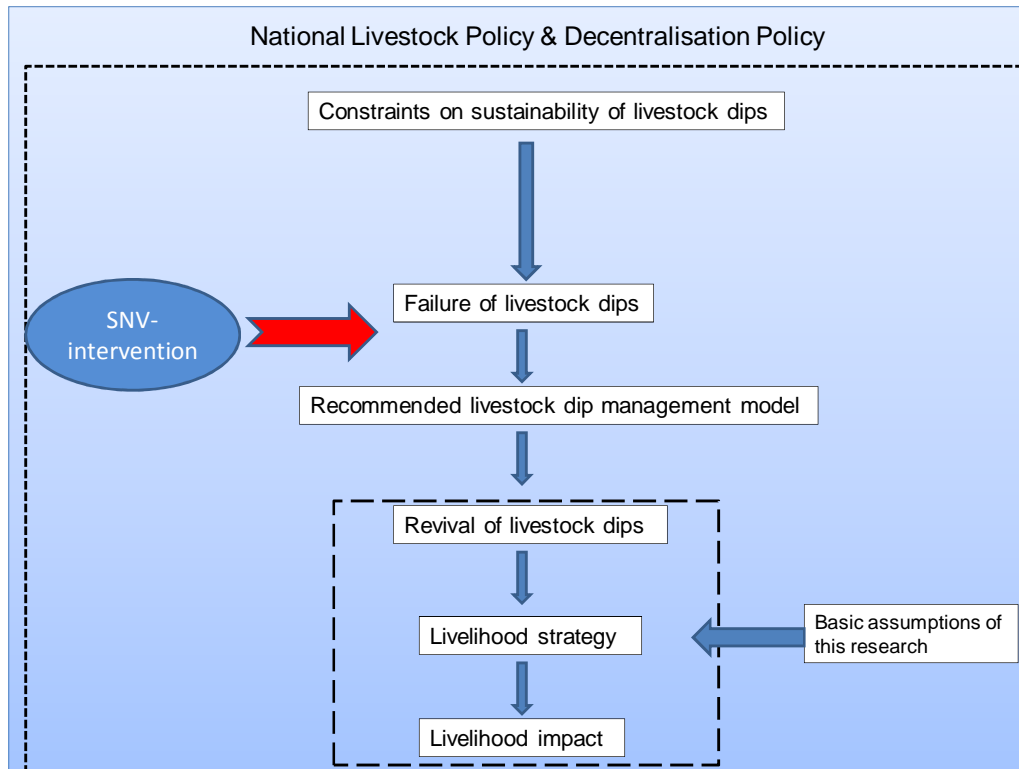 National Livestock Policy & Decentralisation Policy
Constraints on sustainability of livestock dips
Failure of livestock dips
SNV-
intervention
Recommended livestock dip management model
Revival of livestock dips
Livelihood strategy
Basic assumptions of
this research
Livelihood impact